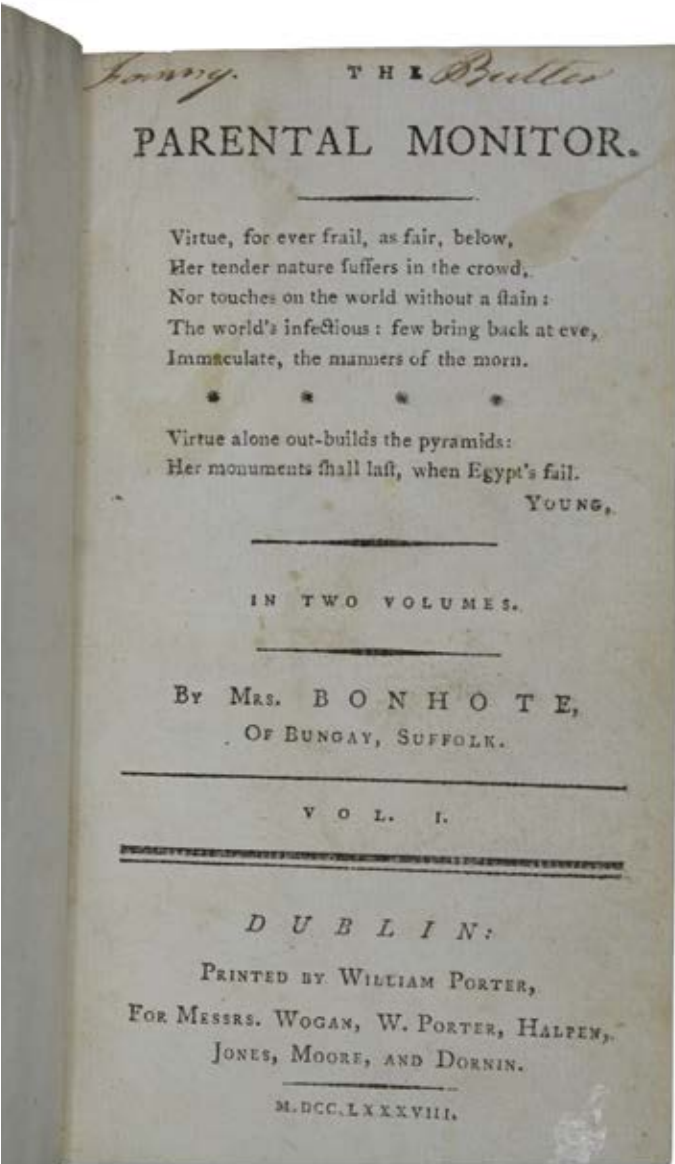 Fanny. THE Butler
PARENTAL MONITOR.
Virtue, for ever frail, as fair, below,
Her tender nature ſuffers in the crowd,
Nor touches on the world without a ſtain:
The world's infectious: few bring back at eve,
Immaculate, the manners of the morn.
* * * *
Virtue alone out-builds the pyramids:
Her monuments ſhall laſt, when Egypt's fail.
YOUNG,
IN TWO VOLUMES.
BY MRS. BONHOTE,
OF BUNGAY, SUFFOLK.
VOL. I.
DUBLIN:
PRINTED BY WILLIAM PORTER,
FOR MESSRS. WOGAN, W. PORTER, HALPEN,
JONES, MOORE, AND DORNIN.
M.DCC.LXXXVIII.